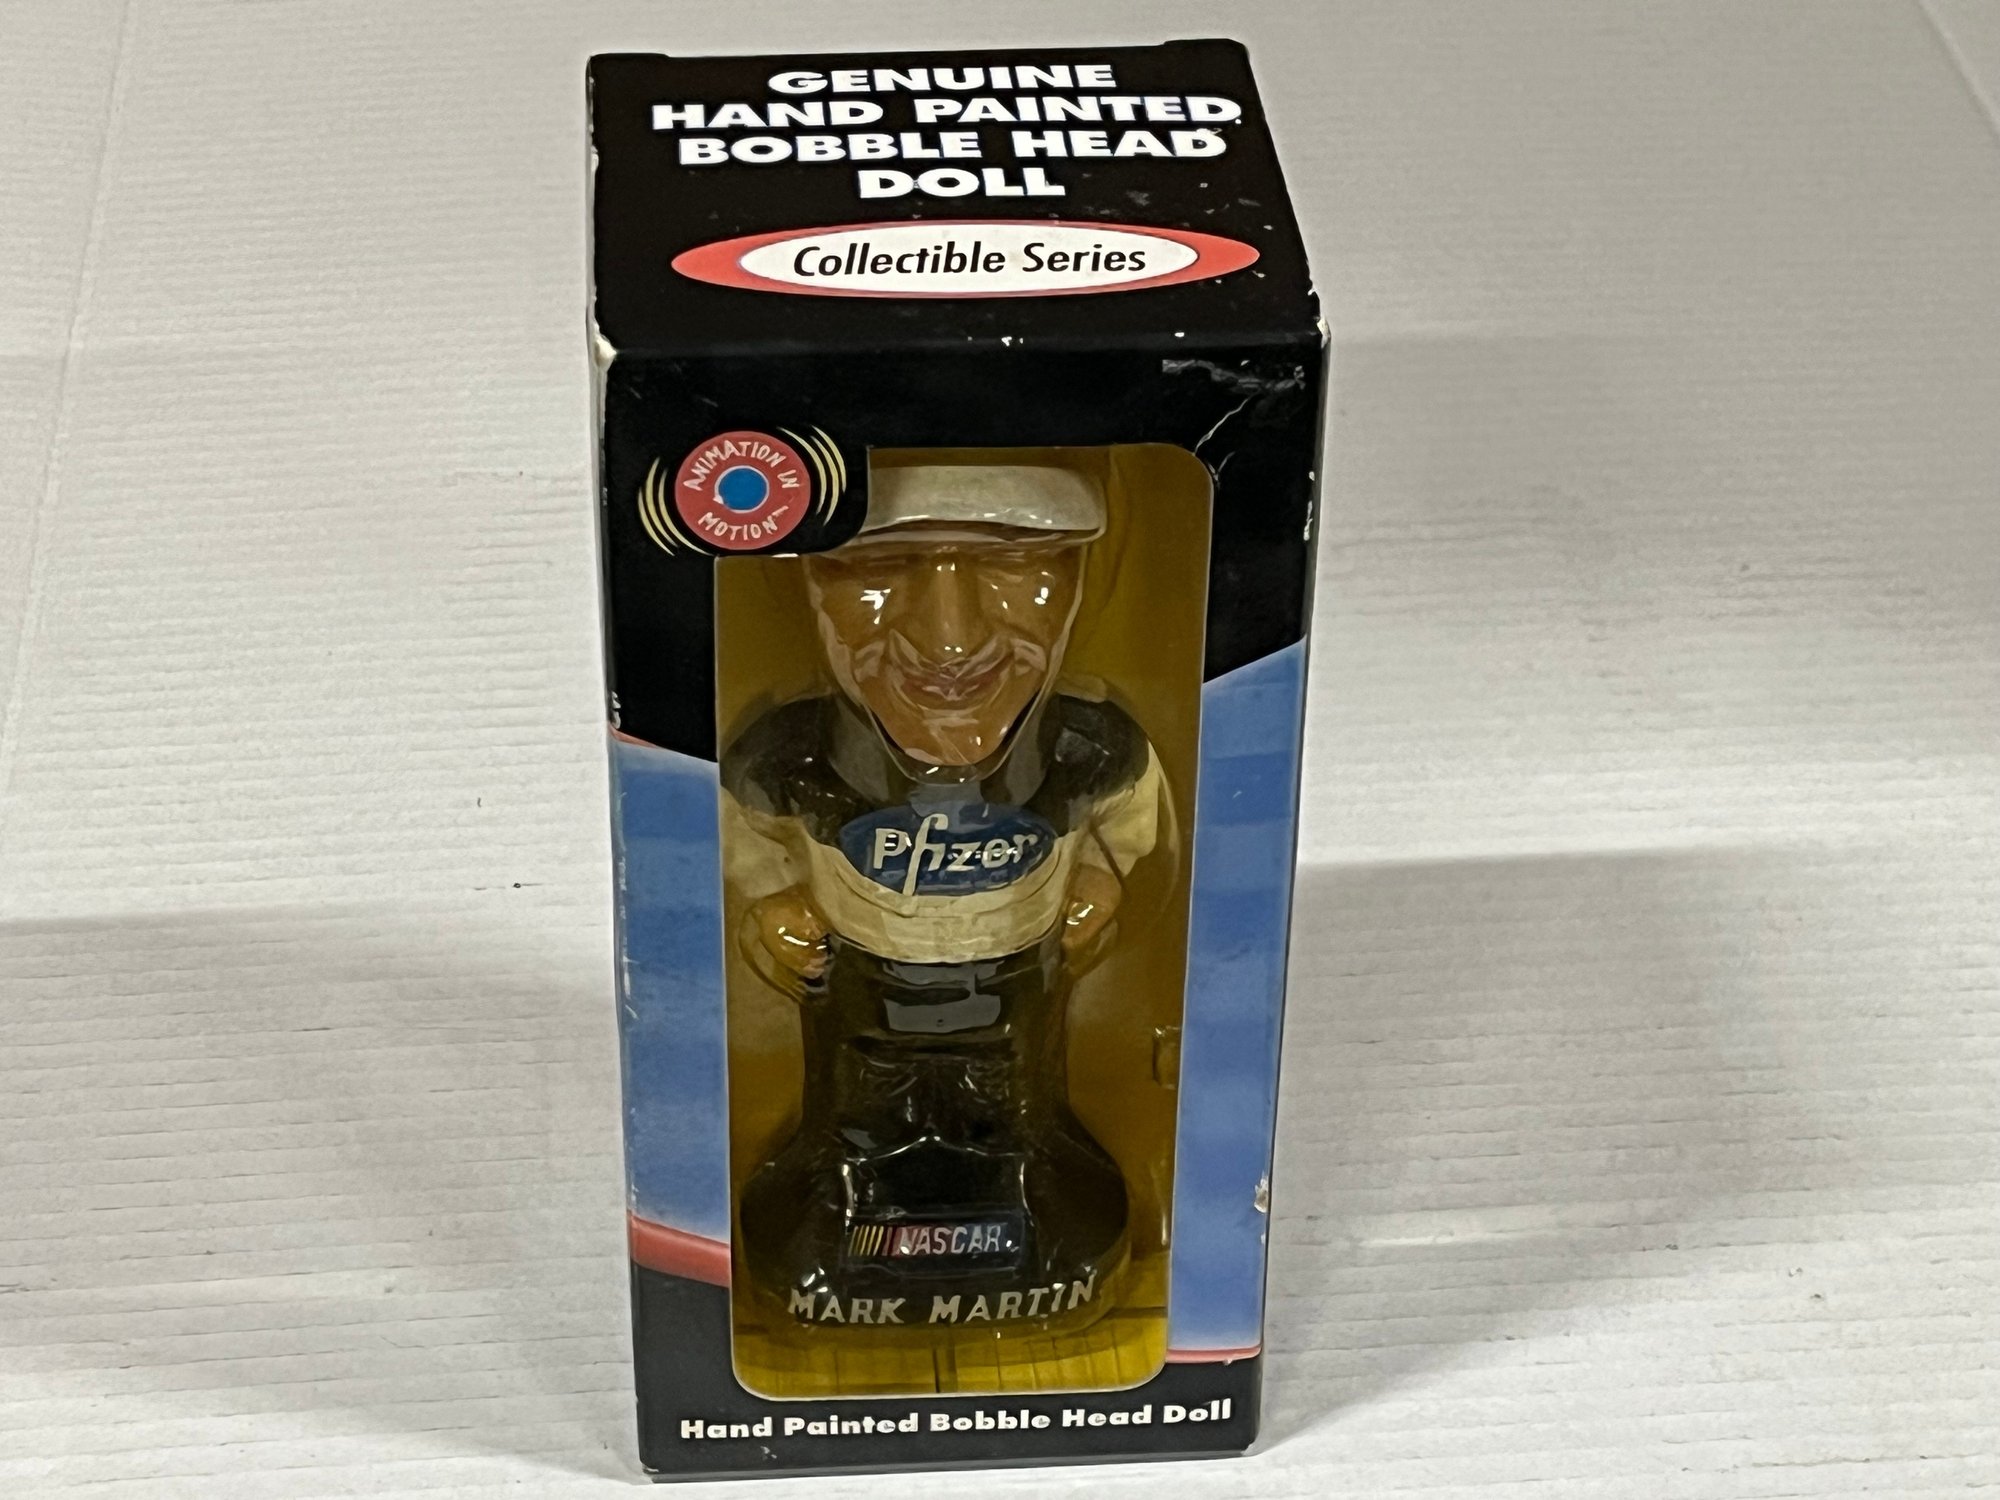 GENUINE
HAND PAINTED
BOBBLE HEAD
DOLL
Collectible Series
ANIMATION IN
MOTION™
Pfizer
NASCAR
MARK MARTIN
Hand Painted Bobble Head Doll